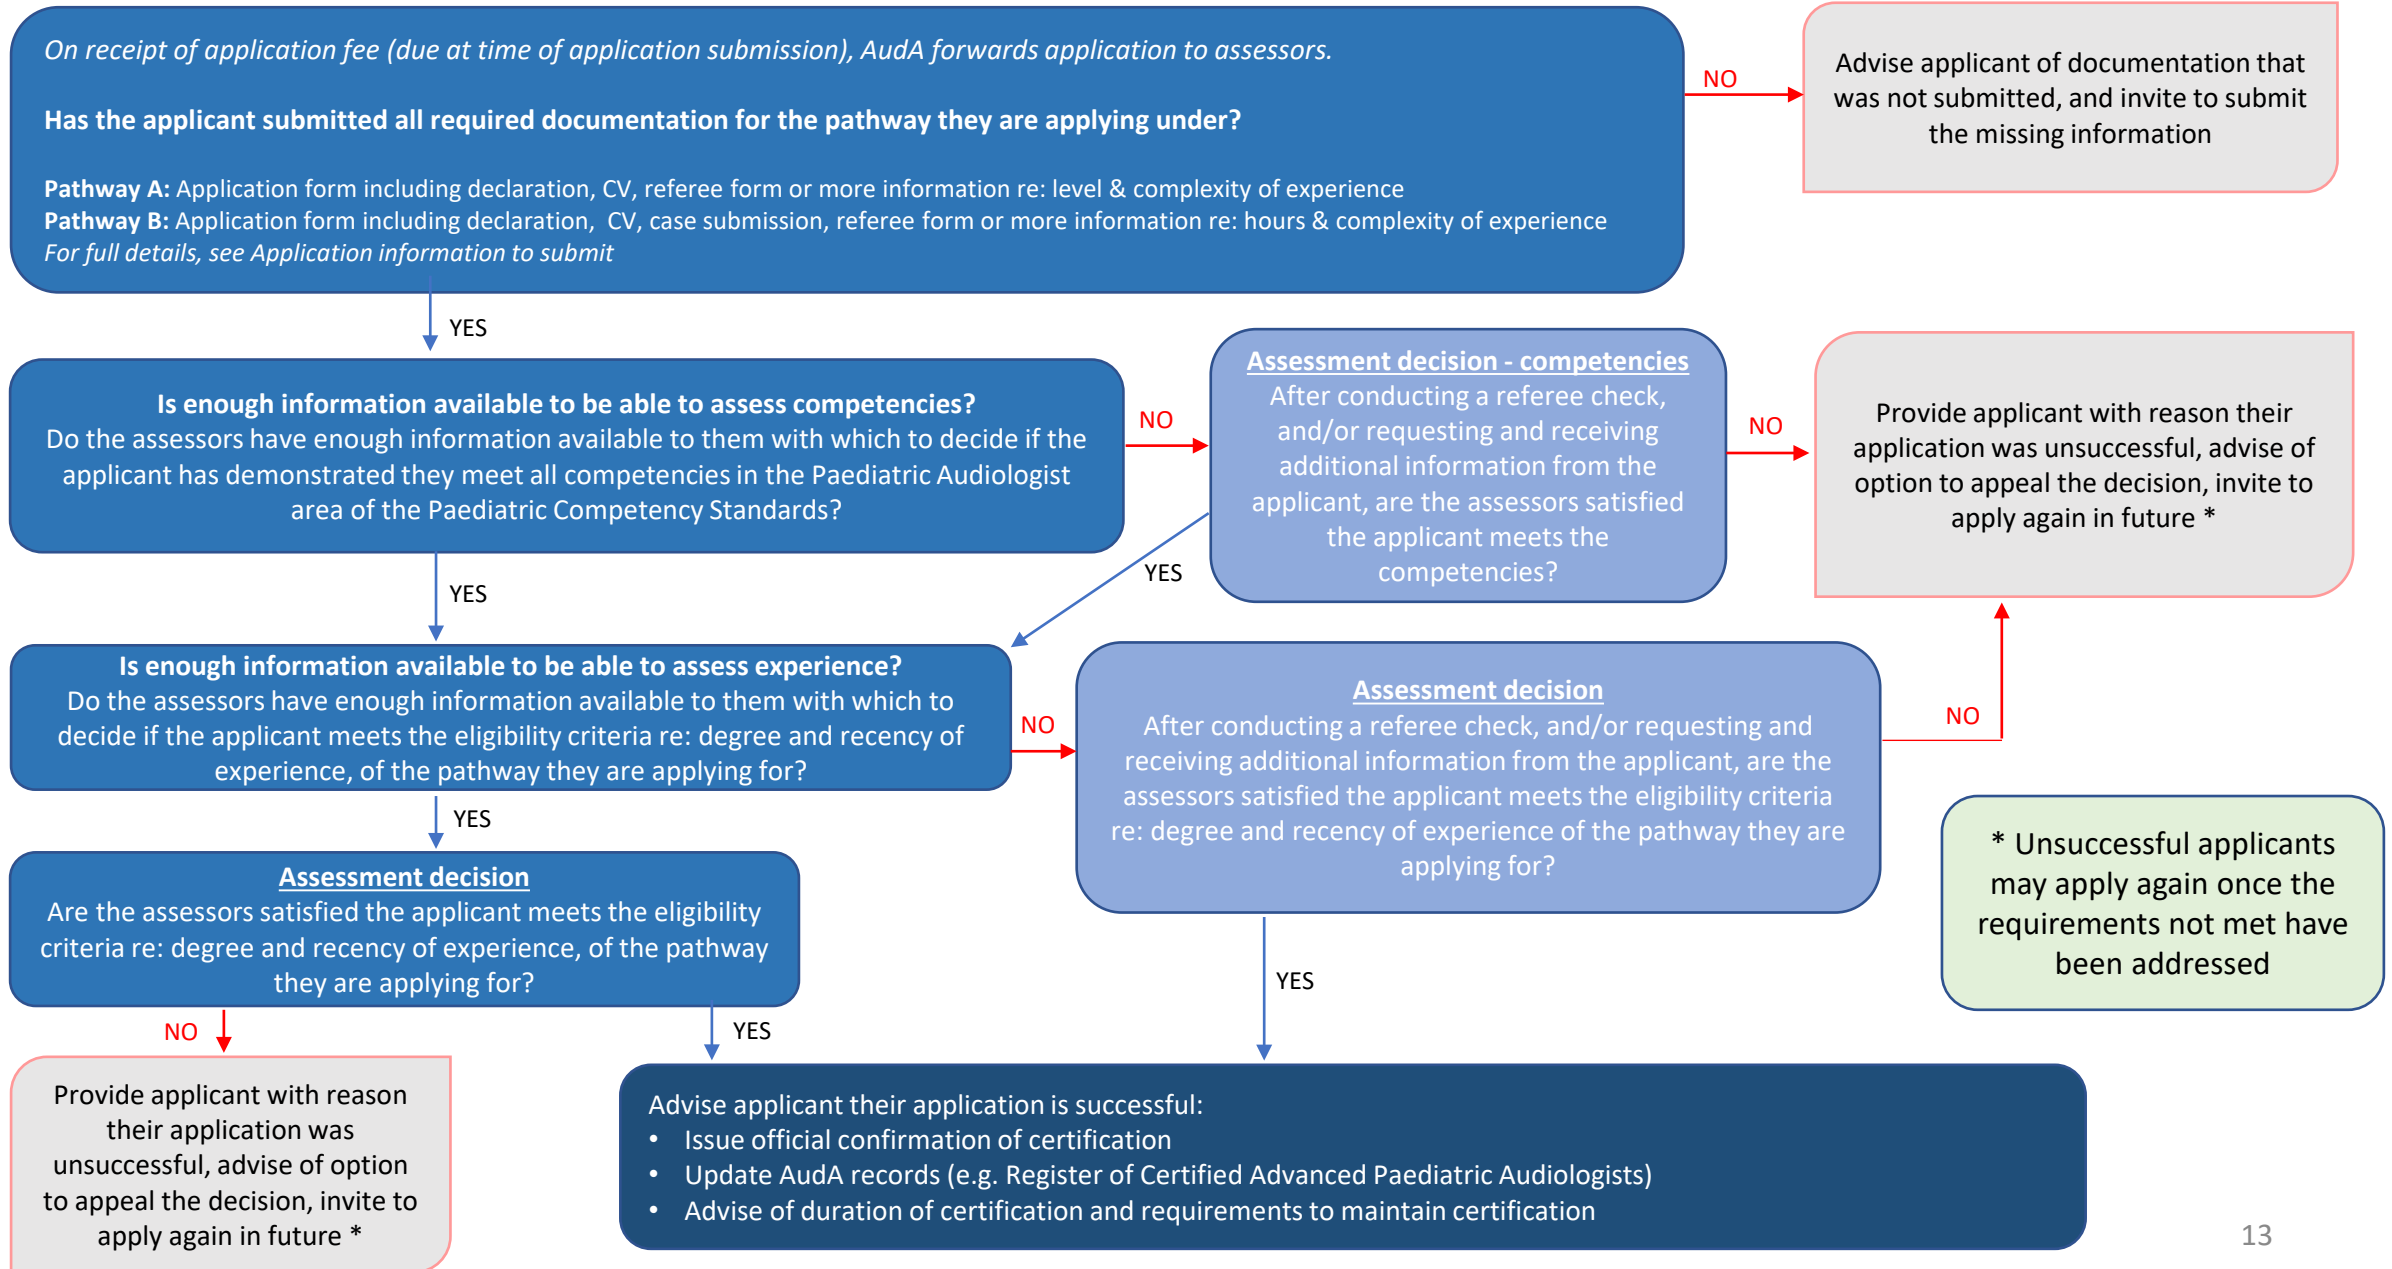 On receipt of application fee (due at time of application submission), AudA forwards application to assessors.
Has the applicant submitted all required documentation for the pathway they are applying under?
Pathway A: Application form including declaration, CV, referee form or more information re: level & complexity of experience
Pathway B: Application form including declaration, CV, case submission, referee form or more information re: hours & complexity of experience
For full details, see Application information to submit
NO
Advise applicant of documentation that
was not submitted, and invite to submit
the missing information
YES
Is enough information available to be able to assess competencies?
Do the assessors have enough information available to them with which to decide if the
applicant has demonstrated they meet all competencies in the Paediatric Audiologist
area of the Paediatric Competency Standards?
NO
Assessment decision - competencies
After conducting a referee check,
and/or requesting and receiving
additional information from the
applicant, are the assessors satisfied
the applicant meets the
competencies?
NO
Provide applicant with reason their
application was unsuccessful, advise of
option to appeal the decision, invite to
apply again in future *
YES
YES
Is enough information available to be able to assess experience?
Do the assessors have enough information available to them with which to
decide if the applicant meets the eligibility criteria re: degree and recency of
experience, of the pathway they are applying for?
NO
Assessment decision
After conducting a referee check, and/or requesting and
receiving additional information from the applicant, are the
assessors satisfied the applicant meets the eligibility criteria
re: degree and recency of experience of the pathway they are
applying for?
NO
* Unsuccessful applicants
may apply again once the
requirements not met have
been addressed
YES
Assessment decision
Are the assessors satisfied the applicant meets the eligibility
criteria re: degree and recency of experience, of the pathway
they are applying for?
YES
NO
YES
Provide applicant with reason
their application was
unsuccessful, advise of option
to appeal the decision, invite to
apply again in future *
Advise applicant their application is successful:
• Issue official confirmation of certification
• Update AudA records (e.g. Register of Certified Advanced Paediatric Audiologists)
• Advise of duration of certification and requirements to maintain certification
13